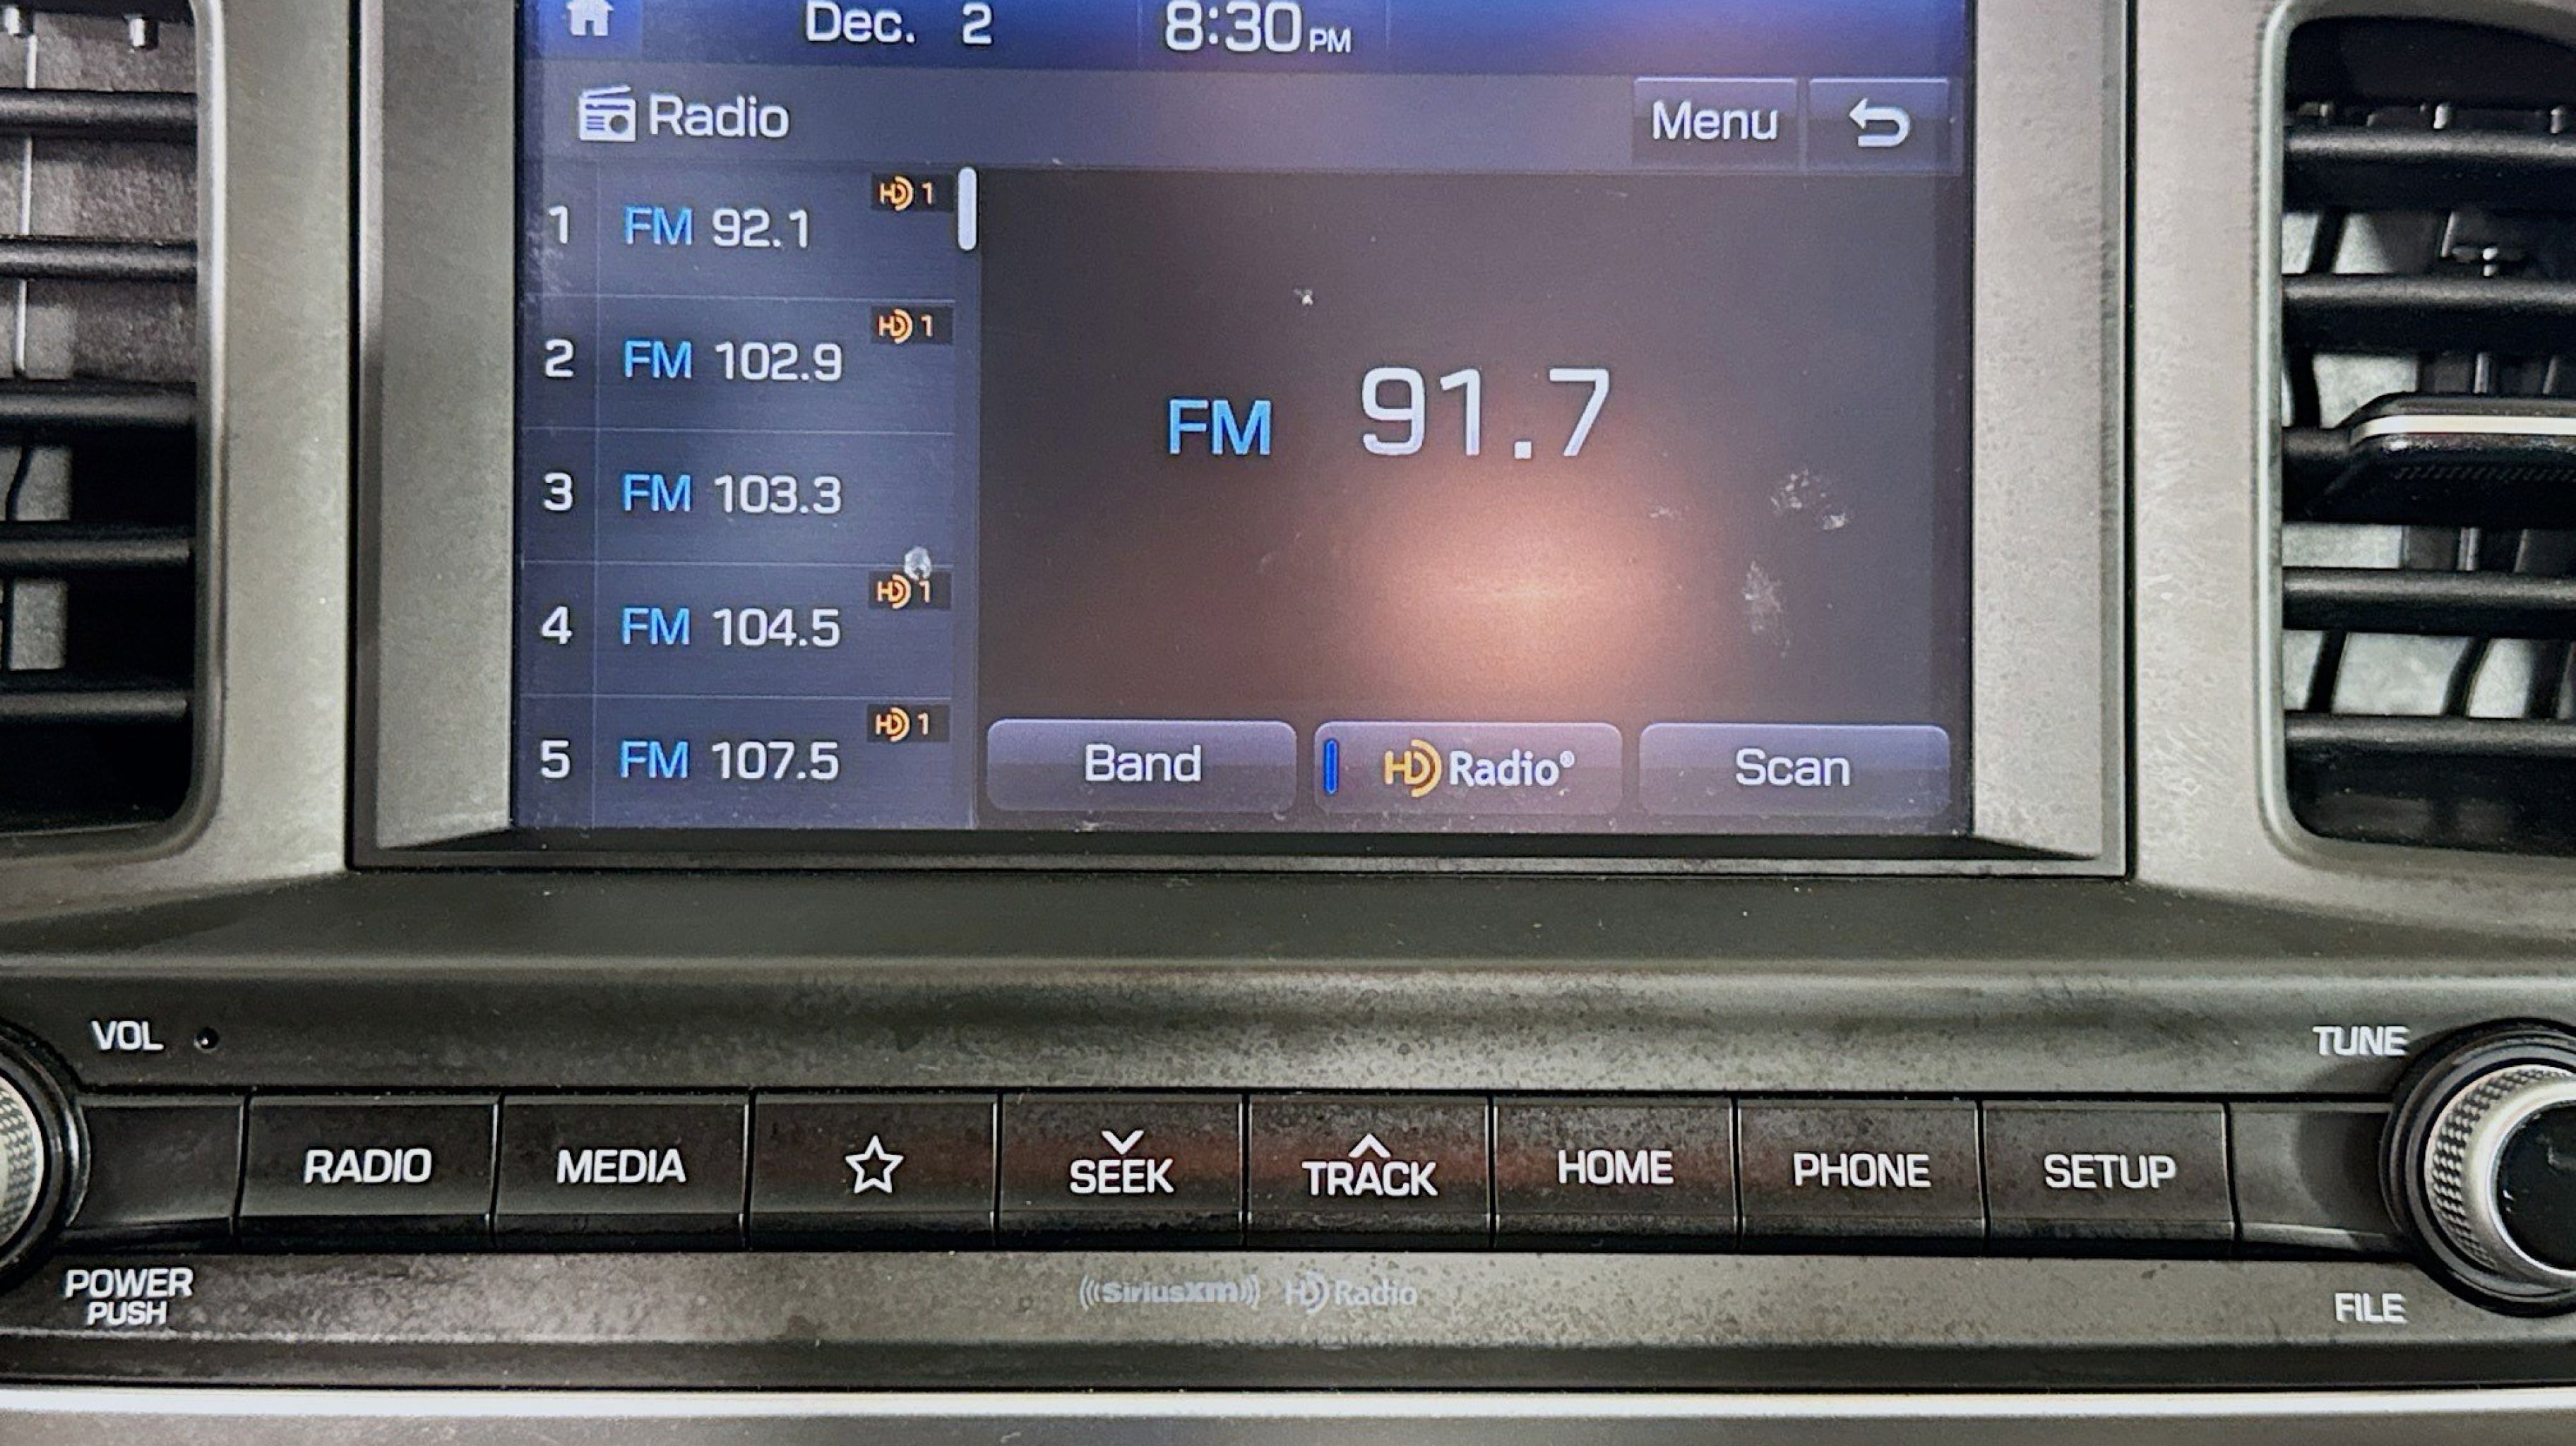 Dec. 2 8:30 PM
Radio Menu
HD 1
1 FM 92.1
HD 1
2 FM 102.9
FM 91.7
3 FM 103.3
HD 1
4 FM 104.5
HD 1
5 FM 107.5
Band HD Radio® Scan
VOL TUNE
RADIO MEDIA SEEK TRACK HOME PHONE SETUP
POWER
PUSH
SiriusXM HD Radio FILE